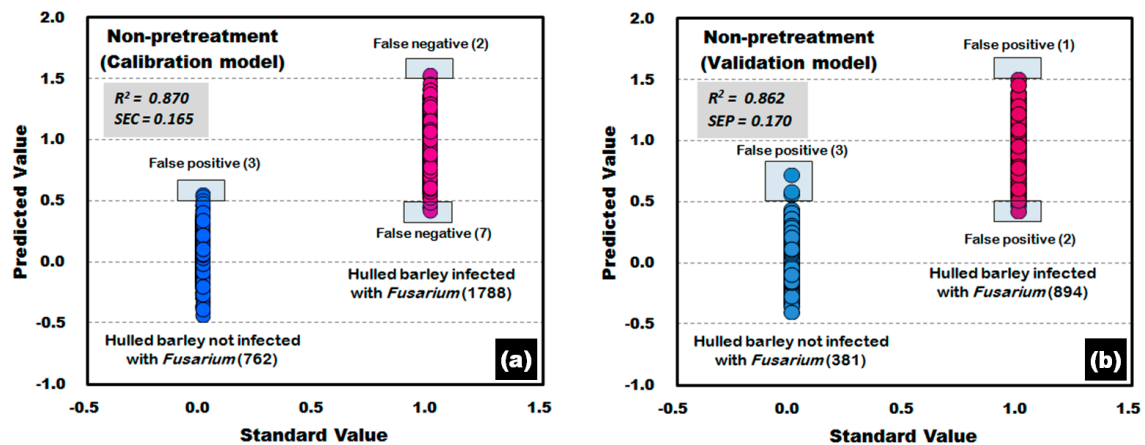 2.0
1.5
1.0
0.5
0.0
-0.5
-1.0
Predicted Value
Non-pretreatment
(Calibration model)
R² = 0.870
SEC = 0.165
False negative (2)
False positive (3)
False negative (7)
Hulled barley infected
with Fusarium (1788)
Hulled barley not infected
with Fusarium (762)
(a)
-0.5
0.0
0.5
1.0
1.5
Standard Value
2.0
1.5
1.0
0.5
0.0
-0.5
-1.0
Predicted Value
Non-pretreatment
(Validation model)
R² = 0.862
SEP = 0.170
False positive (1)
False positive (3)
False positive (2)
Hulled barley infected
with Fusarium (894)
Hulled barley not infected
with Fusarium (381)
(b)
-0.5
0.0
0.5
1.0
1.5
Standard Value